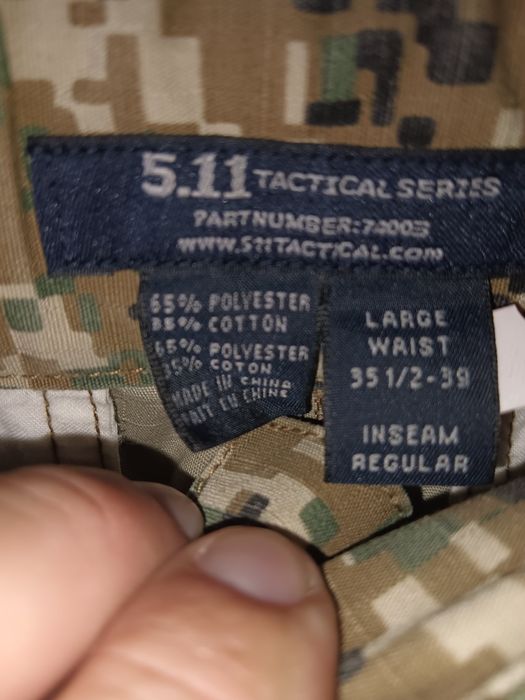 5.11 TACTICAL SERIES
PART NUMBER: 74003
WWW.511TACTICAL.COM
65% POLYESTER
35% COTTON
65% POLYESTER
35% COTON
MADE IN CHINA
FAIT EN CHINE
LARGE
WAIST
35 1/2 - 39
INSEAM
REGULAR